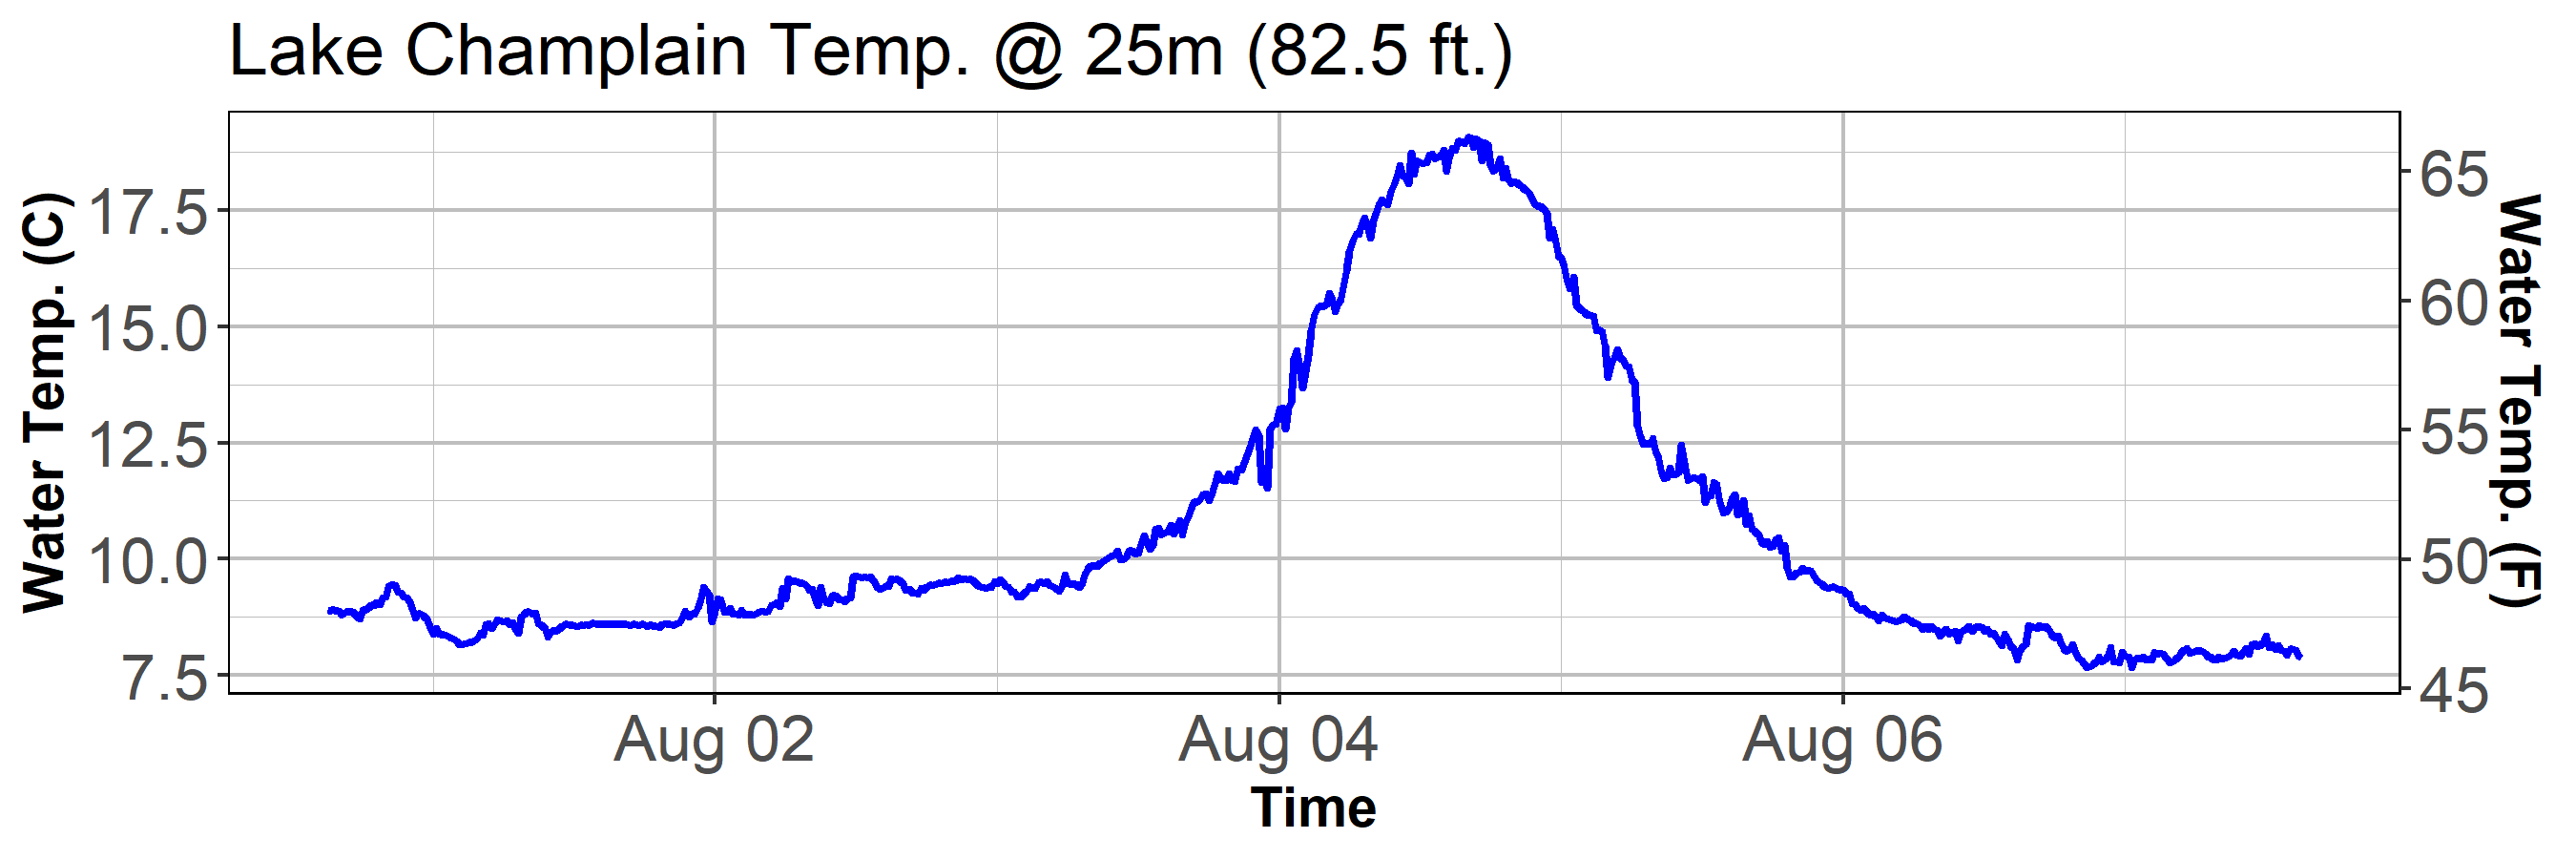 Lake Champlain Temp. @ 25m (82.5 ft.)
Water Temp. (C)
17.5
15.0
12.5
10.0
7.5
65
60
55
50
45
Water Temp. (F)
Aug 02 Aug 04 Aug 06
Time